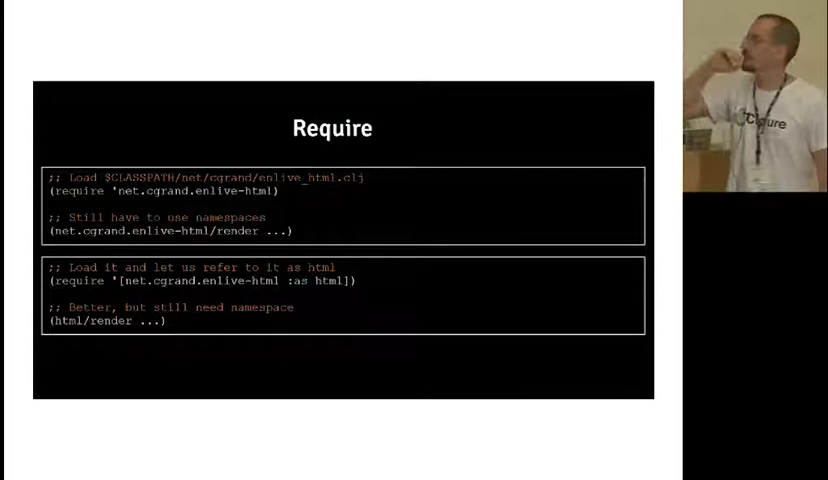 Require
;; Load $CLASSPATH/net/cgrand/enlive_html.clj
(require 'net.cgrand.enlive-html)
;; Still have to use namespaces
(net.cgrand.enlive-html/render ...)
;; Load it and let us refer to it as html
(require '[net.cgrand.enlive-html :as html])
;; Better, but still need namespace
(html/render ...)
Clojure